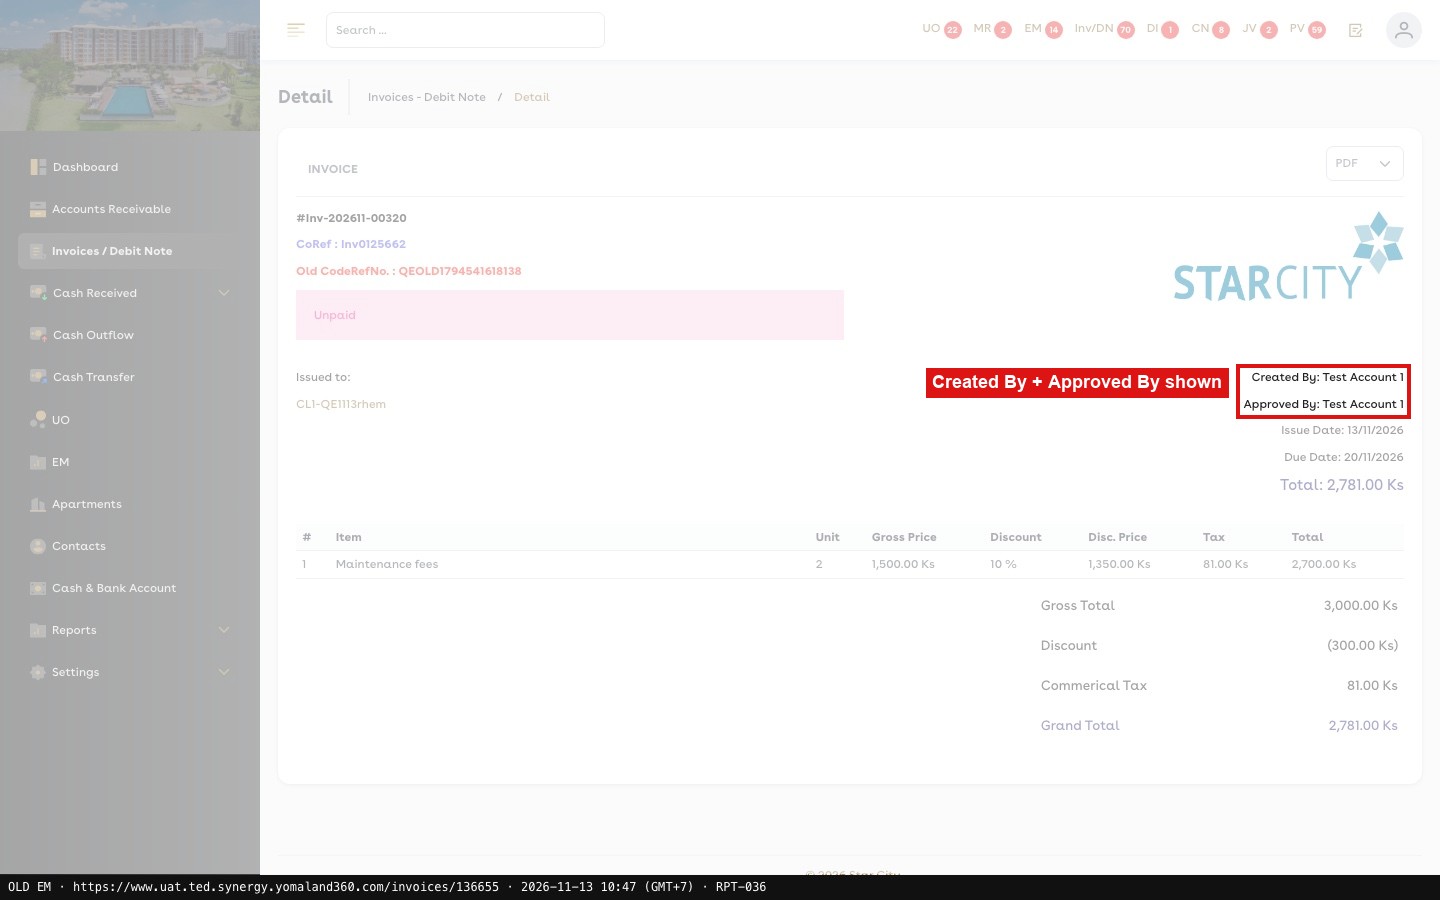 Search ...
UO 22 MR 2 EM 14 Inv/DN 70 DI 1 CN 8 JV 2 PV 59
Detail
Invoices - Debit Note / Detail
Dashboard
Accounts Receivable
Invoices / Debit Note
Cash Received
Cash Outflow
Cash Transfer
UO
EM
Apartments
Contacts
Cash & Bank Account
Reports
Settings
INVOICE
PDF
#Inv-202611-00320
CoRef : Inv0125662
Old CodeRefNo. : QEOLD1794541618138
Unpaid
STARCITY
Issued to:
CL1-QE1113rhem
Created By + Approved By shown
Created By: Test Account 1
Approved By: Test Account 1
Issue Date: 13/11/2026
Due Date: 20/11/2026
Total: 2,781.00 Ks
# Item Unit Gross Price Discount Disc. Price Tax Total
1 Maintenance fees 2 1,500.00 Ks 10 % 1,350.00 Ks 81.00 Ks 2,700.00 Ks
Gross Total 3,000.00 Ks
Discount (300.00 Ks)
Commerical Tax 81.00 Ks
Grand Total 2,781.00 Ks
© 2026 Star City
OLD EM · https://www.uat.ted.synergy.yomaland360.com/invoices/136655 · 2026-11-13 10:47 (GMT+7) · RPT-036